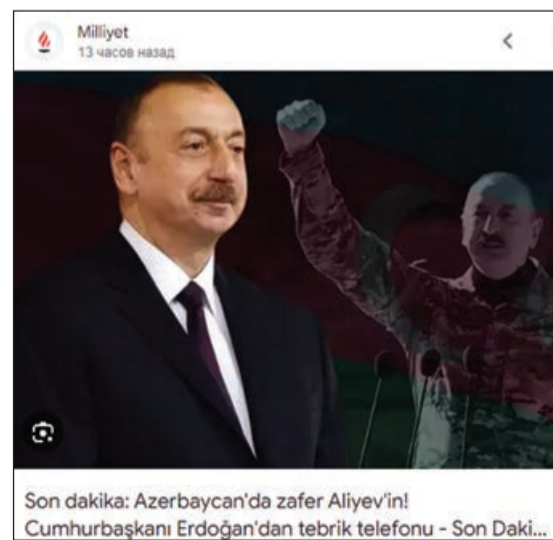 Milliyet
13 часов назад
Son dakika: Azerbaycan'da zafer Aliyev'in!
Cumhurbaşkanı Erdoğan'dan tebrik telefonu - Son Daki...